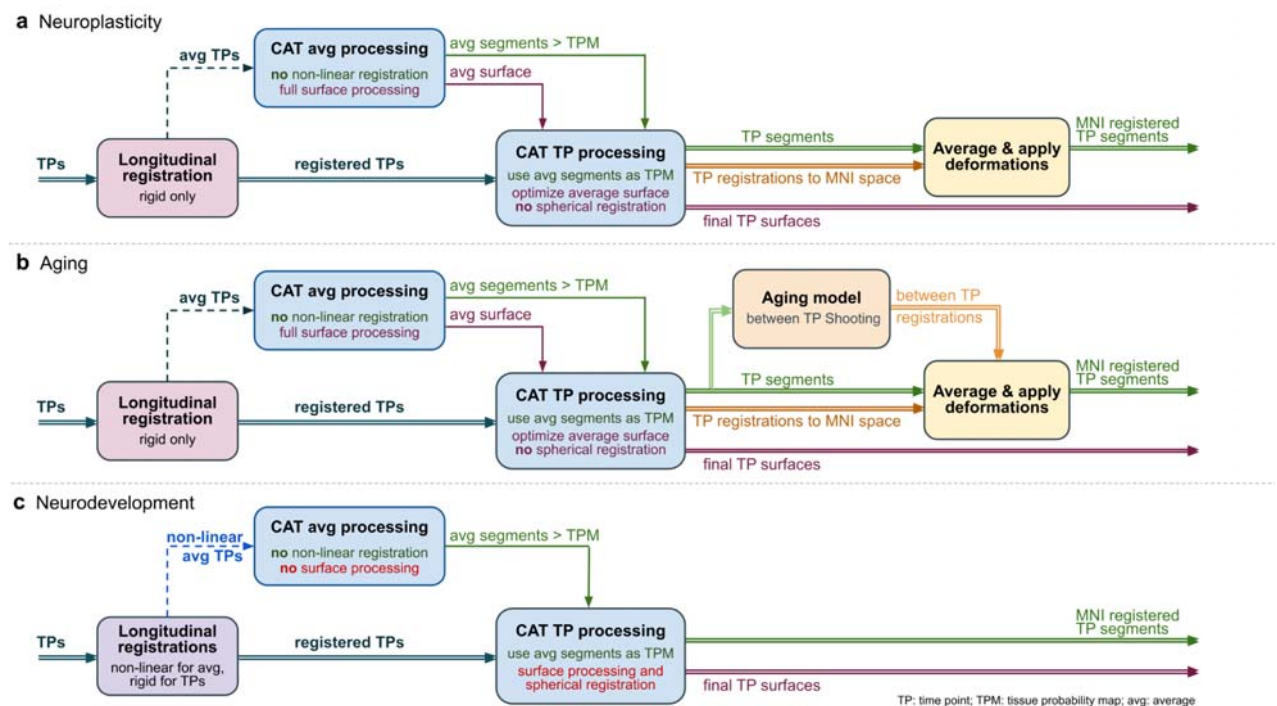 a Neuroplasticity
avg TPs
CAT avg processing
no non-linear registration
full surface processing
avg segments > TPM
avg surface
TPs
Longitudinal
registration
rigid only
registered TPs
CAT TP processing
use avg segments as TPM
optimize average surface
no spherical registration
TP segments
TP registrations to MNI space
final TP surfaces
Average & apply
deformations
MNI registered
TP segments
b Aging
avg TPs
CAT avg processing
no non-linear registration
full surface processing
avg segements > TPM
avg surface
Aging model
between TP Shooting
between TP
registrations
TPs
Longitudinal
registration
rigid only
registered TPs
CAT TP processing
use avg segments as TPM
optimize average surface
no spherical registration
TP segments
TP registrations to MNI space
final TP surfaces
Average & apply
deformations
MNI registered
TP segments
c Neurodevelopment
non-linear
avg TPs
CAT avg processing
no non-linear registration
no surface processing
avg segments > TPM
TPs
Longitudinal
registrations
non-linear for avg,
rigid for TPs
registered TPs
CAT TP processing
use avg segments as TPM
surface processing and
spherical registration
MNI registered
TP segments
final TP surfaces
TP: time point; TPM: tissue probability map; avg: average